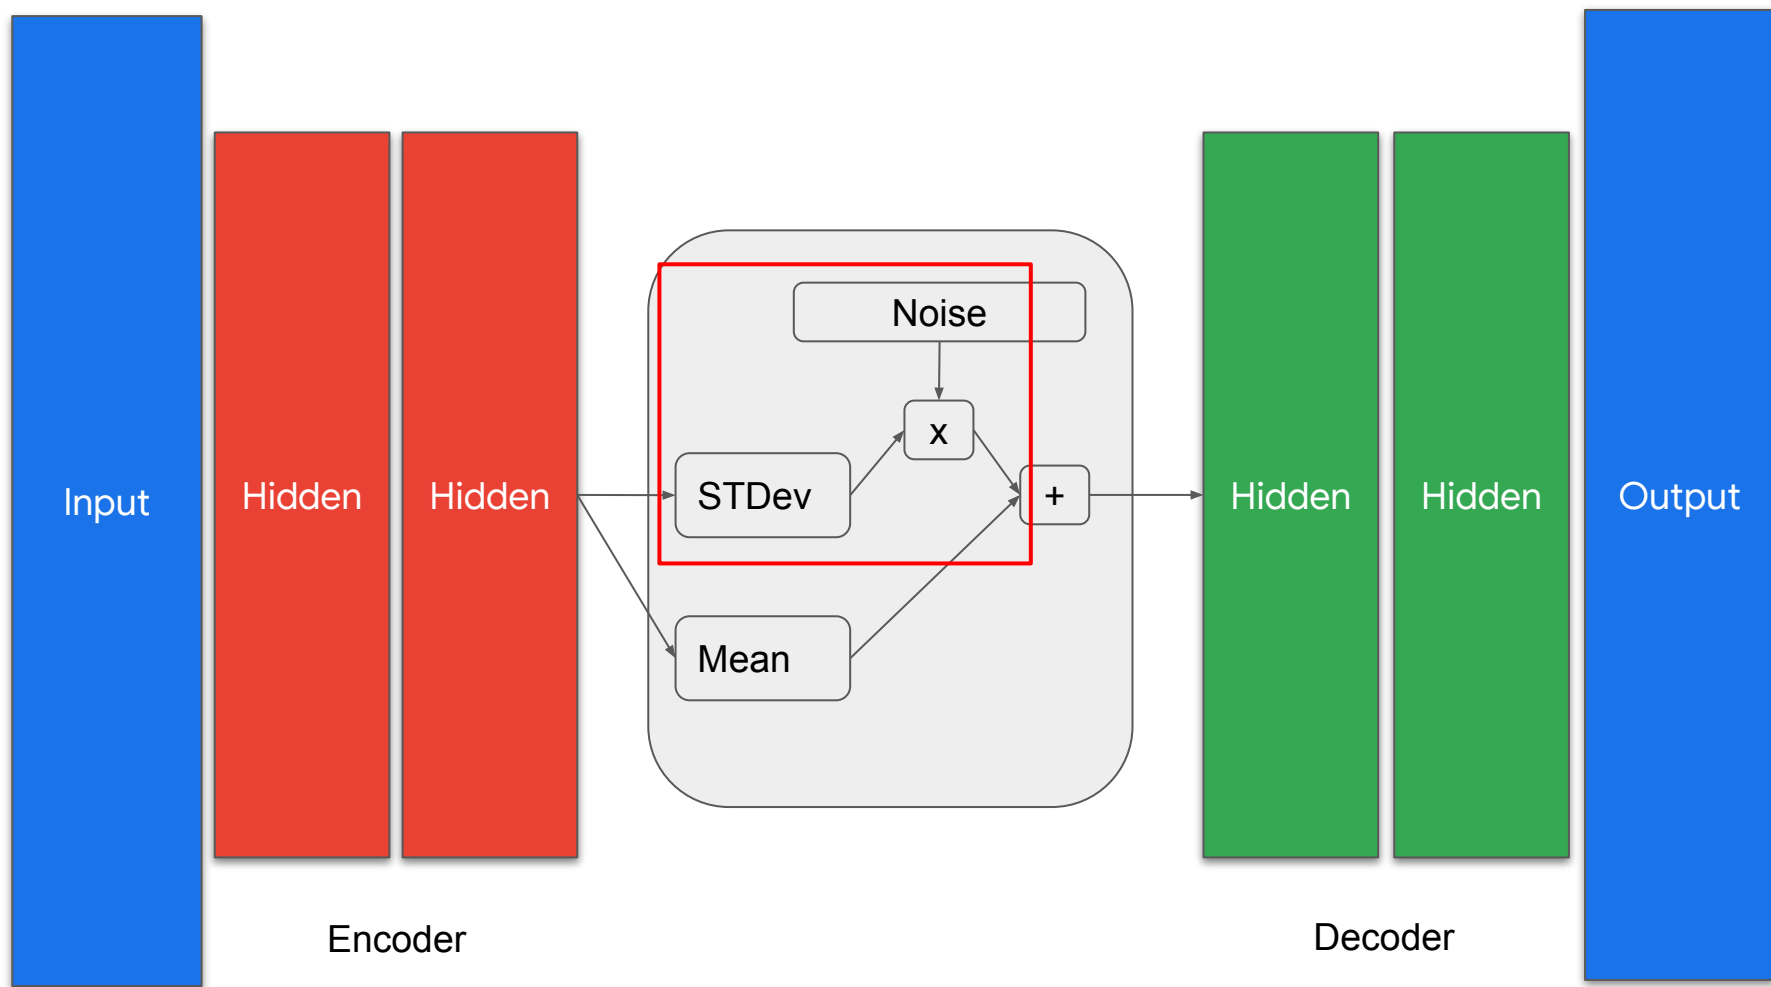 Input
Hidden
Hidden
Noise
x
STDev
+
Mean
Hidden
Hidden
Output
Encoder
Decoder